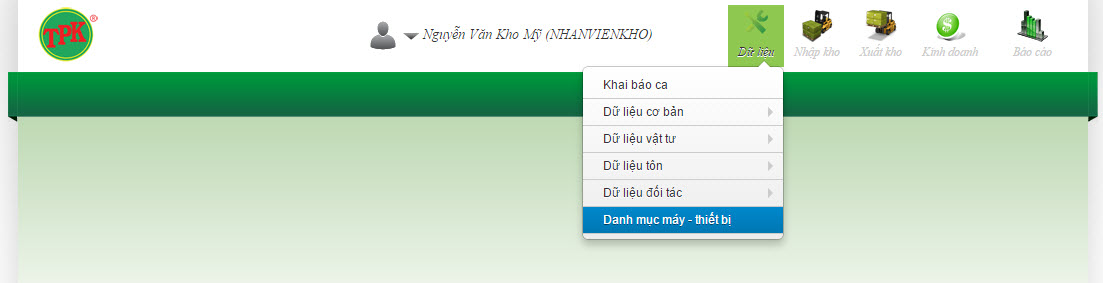 TPK®
Nguyễn Văn Kho Mỹ (NHANVIENKHO)
Dữ liệu
Nhập kho
Xuất kho
Kinh doanh
Báo cáo
Khai báo ca
Dữ liệu cơ bản
Dữ liệu vật tư
Dữ liệu tôn
Dữ liệu đối tác
Danh mục máy - thiết bị